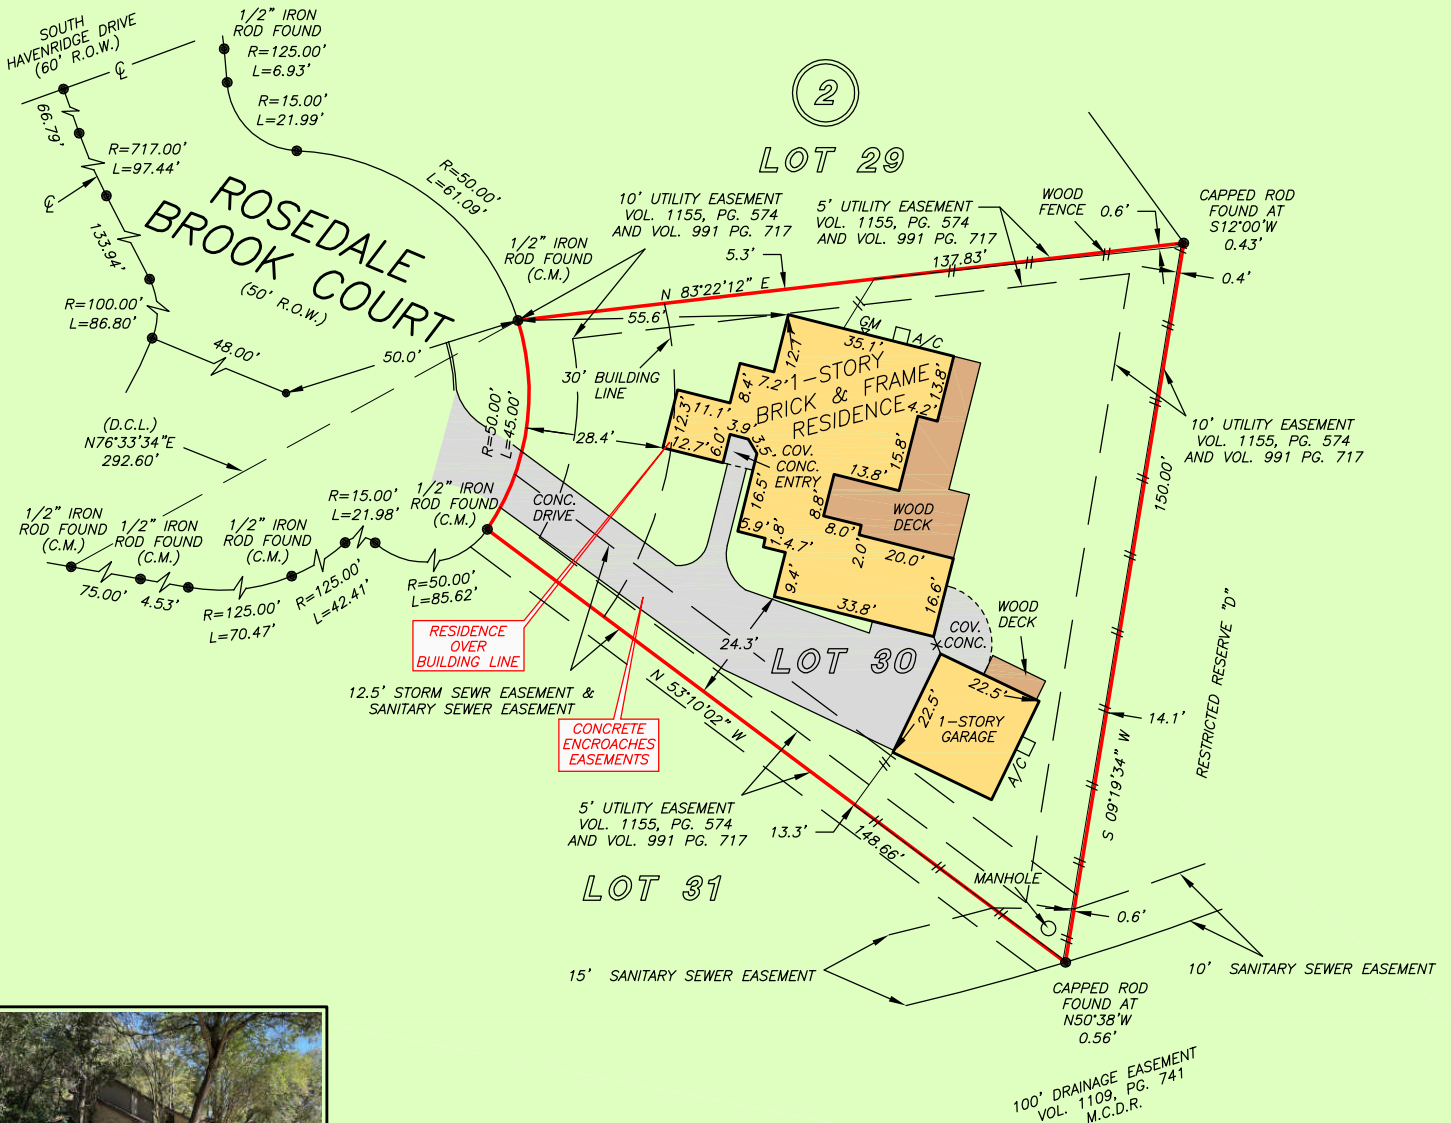 SOUTH
HAVENRIDGE DRIVE
(60' R.O.W.)
℄
1/2" IRON
ROD FOUND
R=125.00'
L=6.93'
R=15.00'
L=21.99'
66.79'
R=717.00'
L=97.44'
℄
R=50.00'
L=61.09'
ROSEDALE
BROOK COURT
(50' R.O.W.)
133.94'
R=100.00'
L=86.80'
48.00'
50.0'
2
LOT 29
10' UTILITY EASEMENT
VOL. 1155, PG. 574
AND VOL. 991 PG. 717
5' UTILITY EASEMENT
VOL. 1155, PG. 574
AND VOL. 991 PG. 717
WOOD
FENCE
0.6'
CAPPED ROD
FOUND AT
S12°00'W
0.43'
0.4'
1/2" IRON
ROD FOUND
(C.M.)
5.3'
137.83'
N 83°22'12" E
55.6'
30' BUILDING
LINE
GM
A/C
35.1'
12.1'
1-STORY
BRICK & FRAME
RESIDENCE
13.8'
4.2'
7.2'
8.4'
11.1'
12.3'
12.7'
3.9'
3.5'
6.0'
COV.
CONC.
ENTRY
15.8'
13.8'
8.8'
8.0'
2.0'
20.0'
WOOD
DECK
16.5'
5.9'
1.8'
4.7'
9.4'
33.8'
16.6'
28.4'
R=50.00'
L=45.00'
10' UTILITY EASEMENT
VOL. 1155, PG. 574
AND VOL. 991 PG. 717
150.00'
(D.C.L.)
N76°33'34"E
292.60'
1/2" IRON
ROD FOUND
(C.M.)
1/2" IRON
ROD FOUND
(C.M.)
1/2" IRON
ROD FOUND
(C.M.)
R=15.00'
L=21.98'
1/2" IRON
ROD FOUND
(C.M.)
CONC.
DRIVE
75.00'
4.53'
R=125.00'
L=70.47'
R=125.00'
L=42.41'
R=50.00'
L=85.62'
RESIDENCE
OVER
BUILDING LINE
12.5' STORM SEWR EASEMENT &
SANITARY SEWER EASEMENT
CONCRETE
ENCROACHES
EASEMENTS
24.3'
LOT 30
COV.
CONC.
WOOD
DECK
22.5'
22.5'
1-STORY
GARAGE
A/C
14.1'
S 09°19'34" W
RESTRICTED RESERVE "D"
N 53°10'02" W
5' UTILITY EASEMENT
VOL. 1155, PG. 574
AND VOL. 991 PG. 717
13.3'
148.66'
LOT 31
MANHOLE
0.6'
15' SANITARY SEWER EASEMENT
10' SANITARY SEWER EASEMENT
CAPPED ROD
FOUND AT
N50°38'W
0.56'
100' DRAINAGE EASEMENT
VOL. 1109, PG. 741
M.C.D.R.